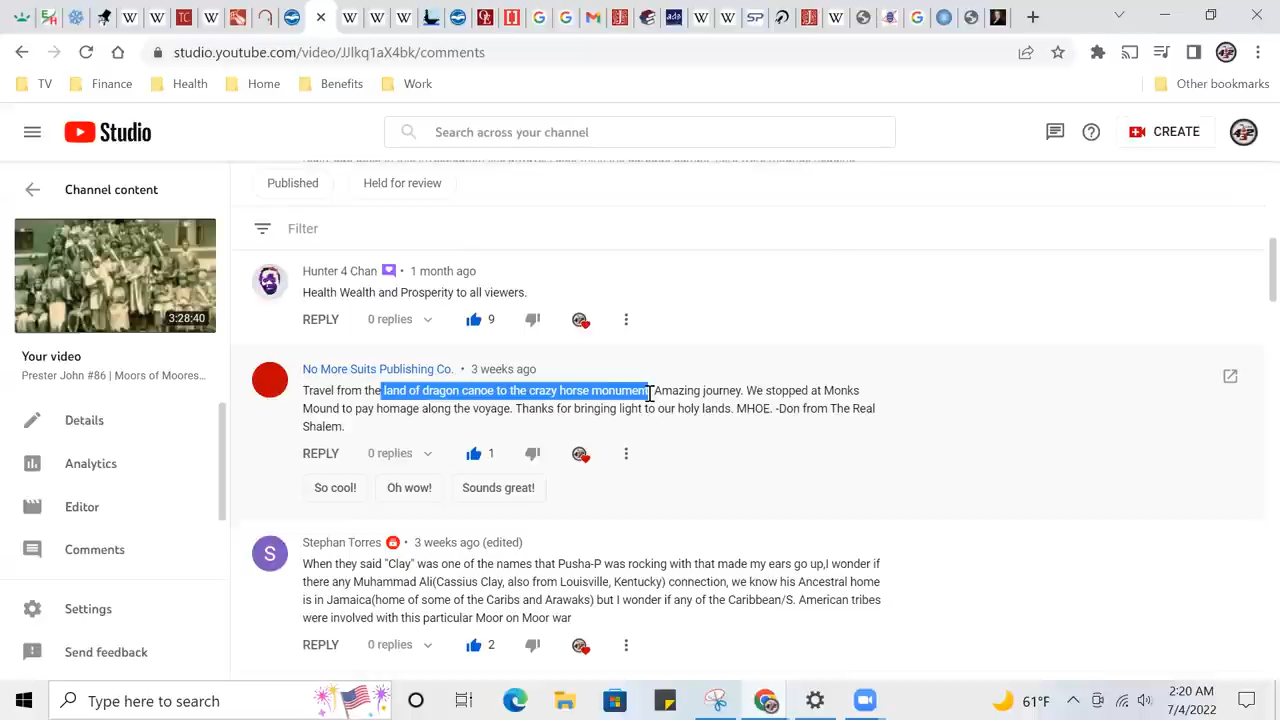 studio.youtube.com/video/JJlkq1aX4bk/comments
TV
Finance
Health
Home
Benefits
Work
Other bookmarks
Studio
Search across your channel
CREATE
Channel content
3:28:40
Your video
Prester John #86 | Moors of Moores...
Details
Analytics
Editor
Comments
Settings
Send feedback
Published
Held for review
Filter
Hunter 4 Chan • 1 month ago
Health Wealth and Prosperity to all viewers.
REPLY 0 replies 9
No More Suits Publishing Co. • 3 weeks ago
Travel from the land of dragon canoe to the crazy horse monument. Amazing journey. We stopped at Monks
Mound to pay homage along the voyage. Thanks for bringing light to our holy lands. MHOE. -Don from The Real
Shalem.
REPLY 0 replies 1
So cool! Oh wow! Sounds great!
S
Stephan Torres • 3 weeks ago (edited)
When they said "Clay" was one of the names that Pusha-P was rocking with that made my ears go up,I wonder if
there any Muhammad Ali(Cassius Clay, also from Louisville, Kentucky) connection, we know his Ancestral home
is in Jamaica(home of some of the Caribs and Arawaks) but I wonder if any of the Caribbean/S. American tribes
were involved with this particular Moor on Moor war
REPLY 0 replies 2
Type here to search
61°F
2:20 AM
7/4/2022